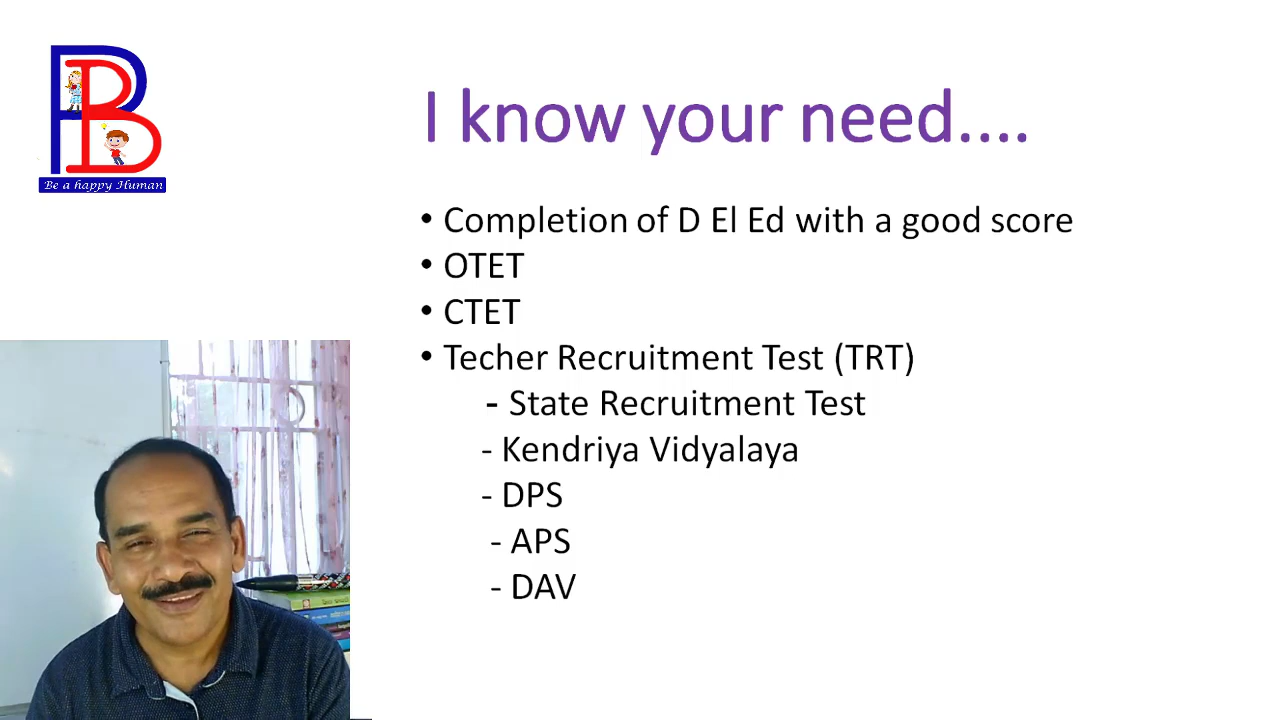 PB
Be a happy Human
I know your need....
• Completion of D El Ed with a good score
• OTET
• CTET
• Techer Recruitment Test (TRT)
- State Recruitment Test
- Kendriya Vidyalaya
- DPS
- APS
- DAV